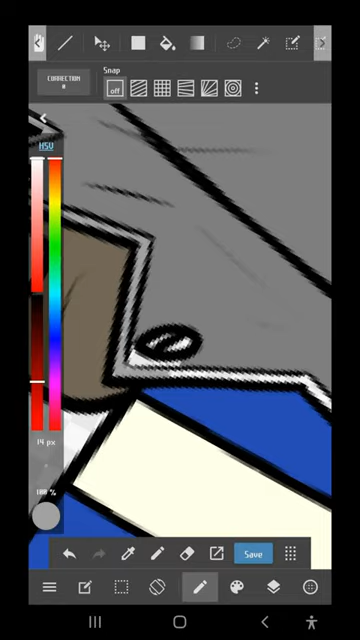 CORRECTION
Snap
off
HSV
14 px
100 %
Save